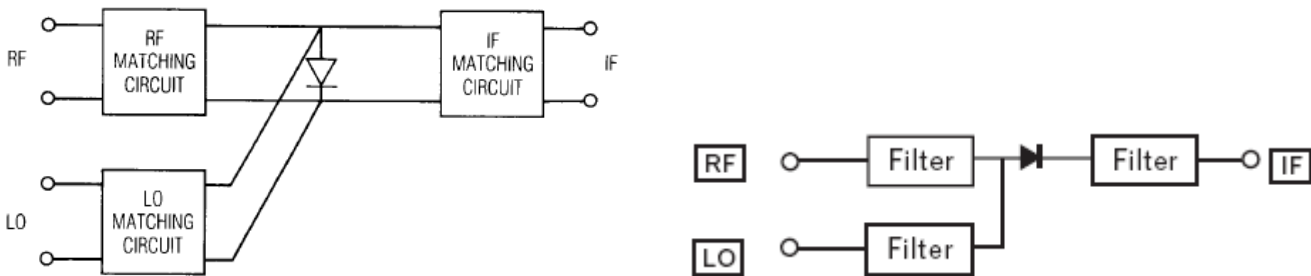 RF
RF
MATCHING
CIRCUIT
IF
MATCHING
CIRCUIT
IF
LO
LO
MATCHING
CIRCUIT
RF
Filter
Filter
IF
LO
Filter